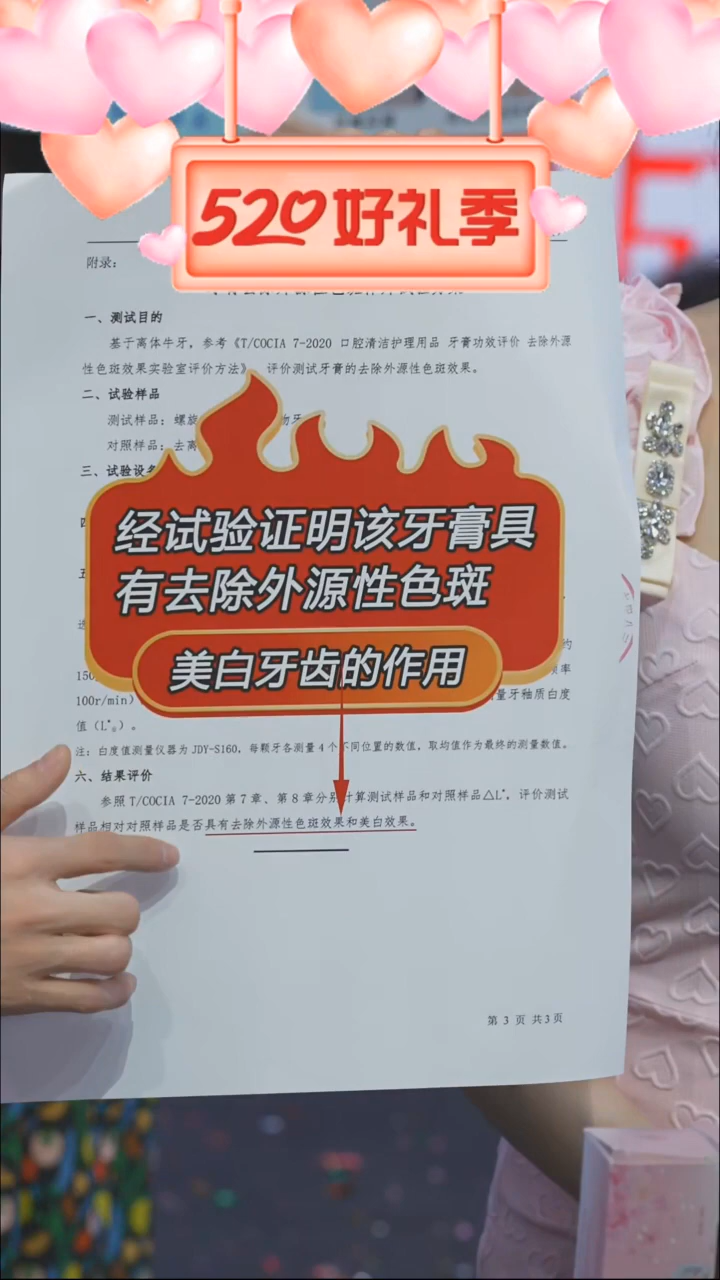 520好礼季
附录：
一、测试目的
基于离体牛牙，参考《T/COCIA 7-2020 口腔清洁护理用品 牙膏功效评价 去除外源
性色斑效果实验室评价方法》，评价测试牙膏的去除外源性色斑效果。
二、试验样品
测试样品：螺旋
对照样品：去离
三、试验设备
经试验证明该牙膏具
有去除外源性色斑
美白牙齿的作用
100r/min）
量牙釉质白度
值（L*₀）。
注：白度值测量仪器为 JDY-S160，每颗牙各测量 4 个不同位置的数值，取均值作为最终的测量数值。
六、结果评价
参照 T/COCIA 7-2020 第 7 章、第 8 章分别计算测试样品和对照样品△L*，评价测试
样品相对对照样品是否具有去除外源性色斑效果和美白效果。
第 3 页 共 3 页